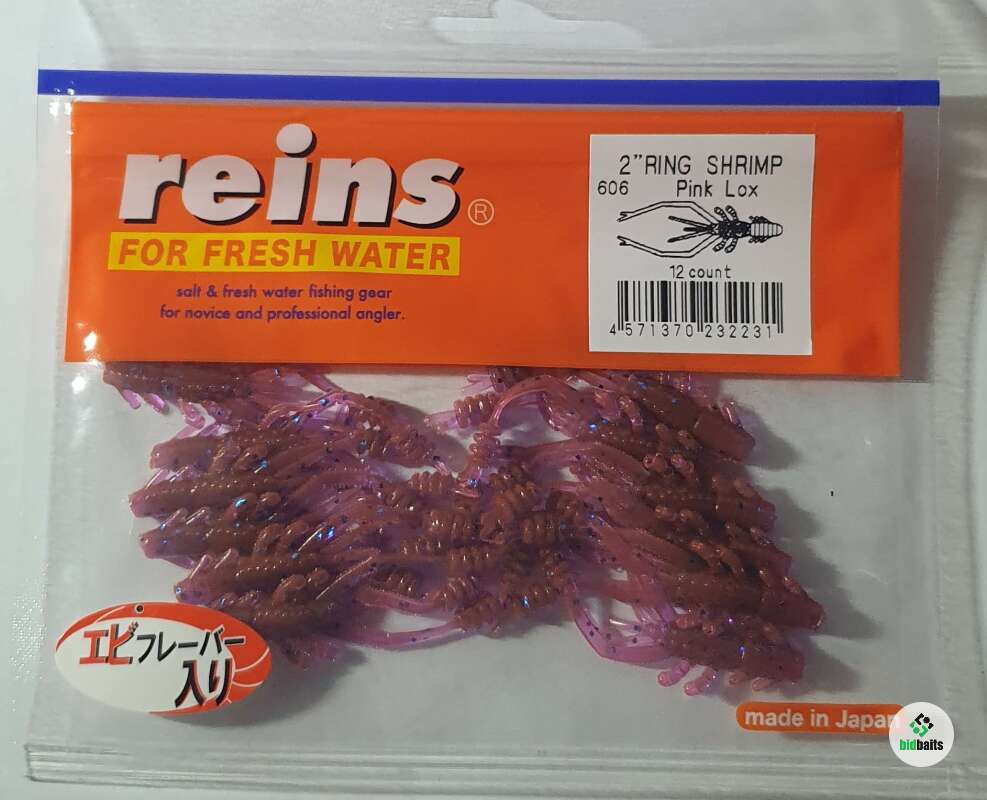 reins®
FOR FRESH WATER
salt & fresh water fishing gear
for novice and professional angler.
2”RING SHRIMP
606 Pink Lox
12 count
4 571370 232231
エビフレーバー
入り
made in Japan
bidbaits